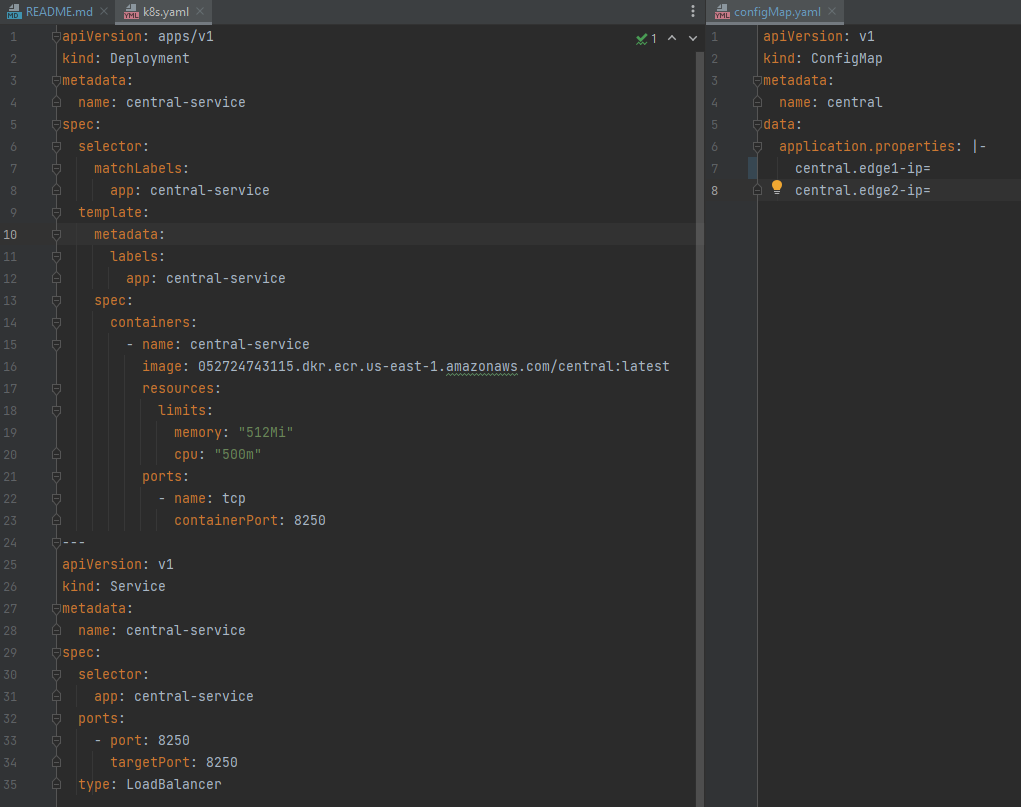 README.md
k8s.yaml
configMap.yaml
1
1 apiVersion: apps/v1
2 kind: Deployment
3 metadata:
4   name: central-service
5 spec:
6   selector:
7     matchLabels:
8       app: central-service
9   template:
10     metadata:
11       labels:
12         app: central-service
13     spec:
14       containers:
15         - name: central-service
16           image: 052724743115.dkr.ecr.us-east-1.amazonaws.com/central:latest
17           resources:
18             limits:
19               memory: "512Mi"
20               cpu: "500m"
21           ports:
22             - name: tcp
23               containerPort: 8250
24 ---
25 apiVersion: v1
26 kind: Service
27 metadata:
28   name: central-service
29 spec:
30   selector:
31     app: central-service
32   ports:
33     - port: 8250
34       targetPort: 8250
35   type: LoadBalancer
1 apiVersion: v1
2 kind: ConfigMap
3 metadata:
4   name: central
5 data:
6   application.properties: |-
7     central.edge1-ip=
8     central.edge2-ip=